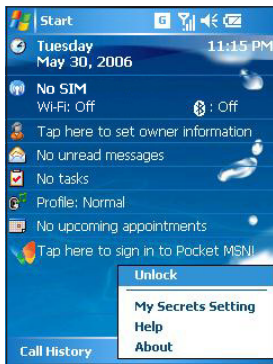 Start G
Tuesday 11:15 PM
May 30, 2006
No SIM
Wi-Fi: Off : Off
Tap here to set owner information
No unread messages
No tasks
Profile: Normal
No upcoming appointments
Tap here to sign in to Pocket MSN!
Unlock
My Secrets Setting
Help
About
Call History